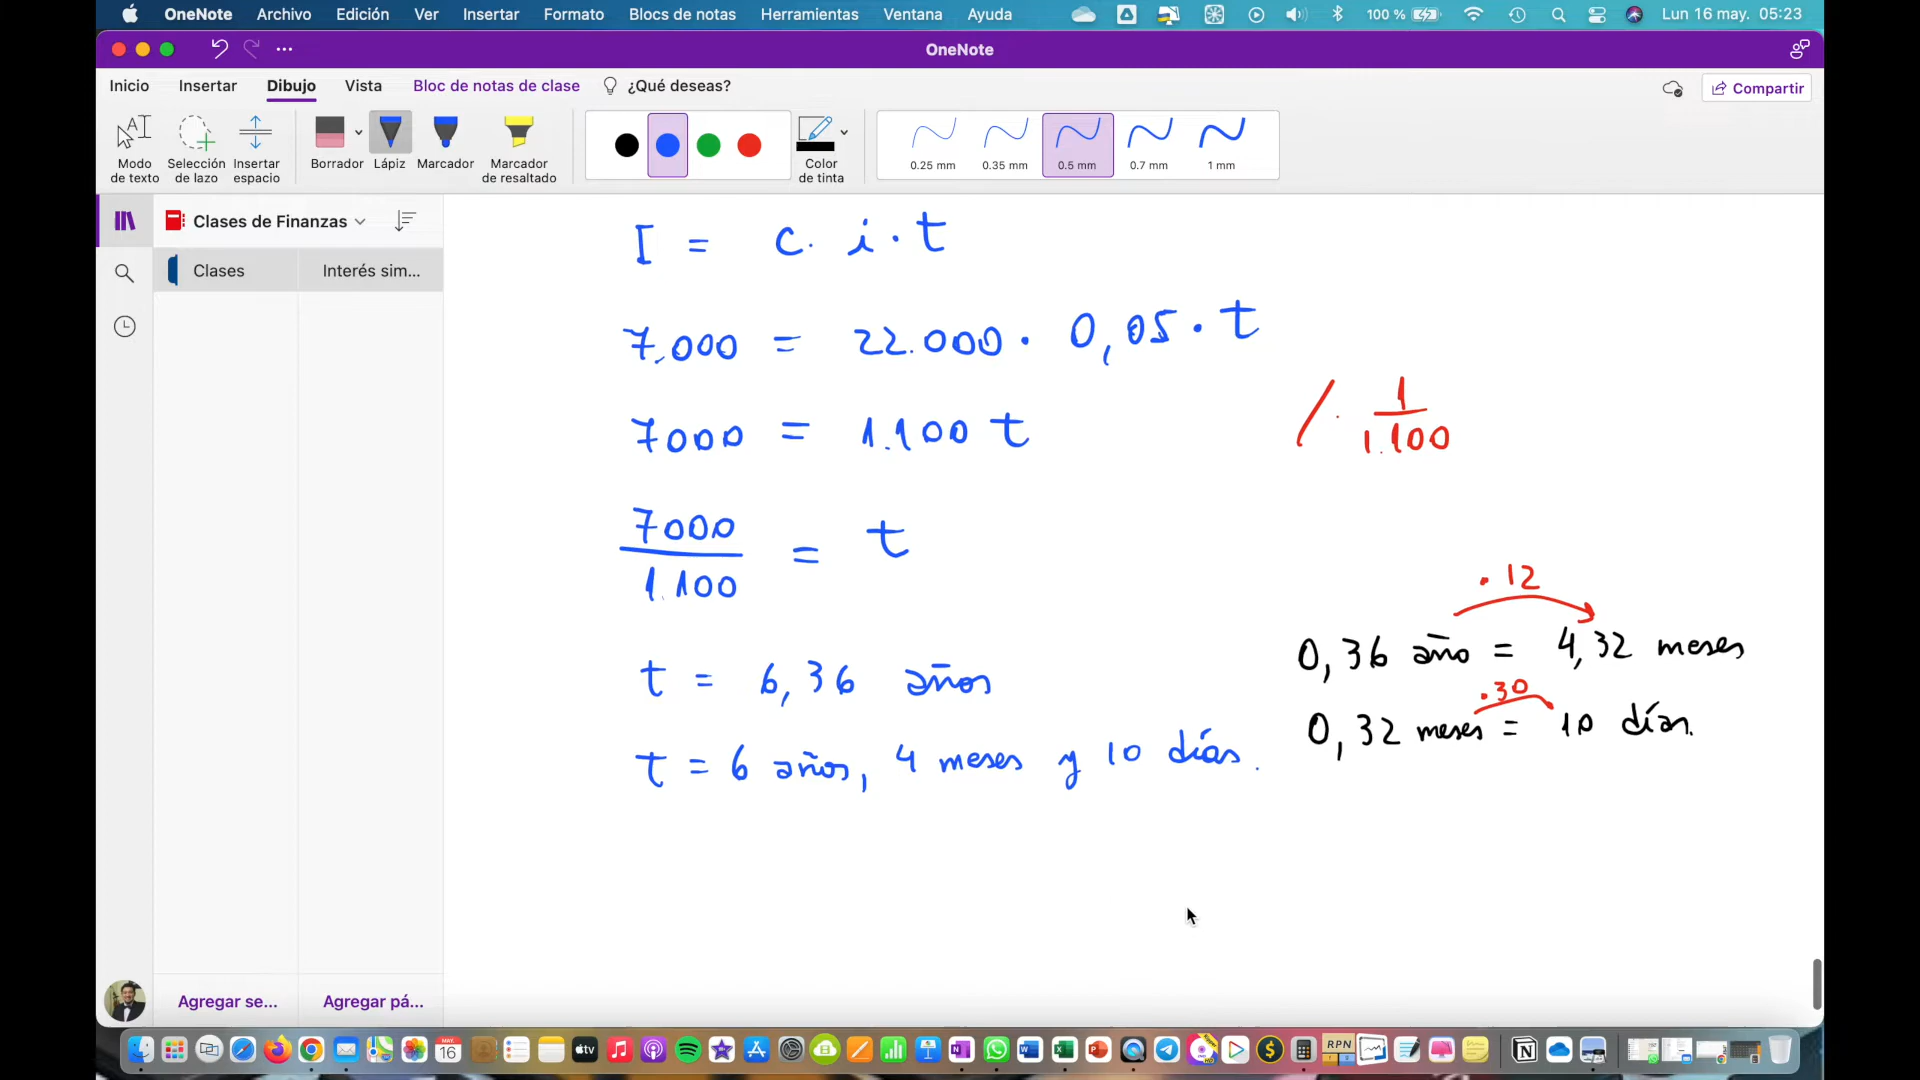 OneNote Archivo Edición Ver Insertar Formato Blocs de notas Herramientas Ventana Ayuda 100 % Lun 16 may. 05:23
OneNote
Inicio Insertar Dibujo Vista Bloc de notas de clase ¿Qué deseas? Compartir
Modo de texto
Selección de lazo
Insertar espacio
Borrador
Lápiz
Marcador
Marcador de resaltado
Color de tinta
0.25 mm 0.35 mm 0.5 mm 0.7 mm 1 mm
Clases de Finanzas
Clases Interés sim...
I = c. i · t
7.000 = 22.000 · 0,05 · t
7000 = 1.100 t / · 1/1.100
7000/1.100 = t
· 12
0,36 año = 4,32 meses
t = 6,36 años
· 30
0,32 meses = 10 días.
t = 6 años, 4 meses y 10 días.
Agregar se... Agregar pá...
MAY. 16
tv
RPN